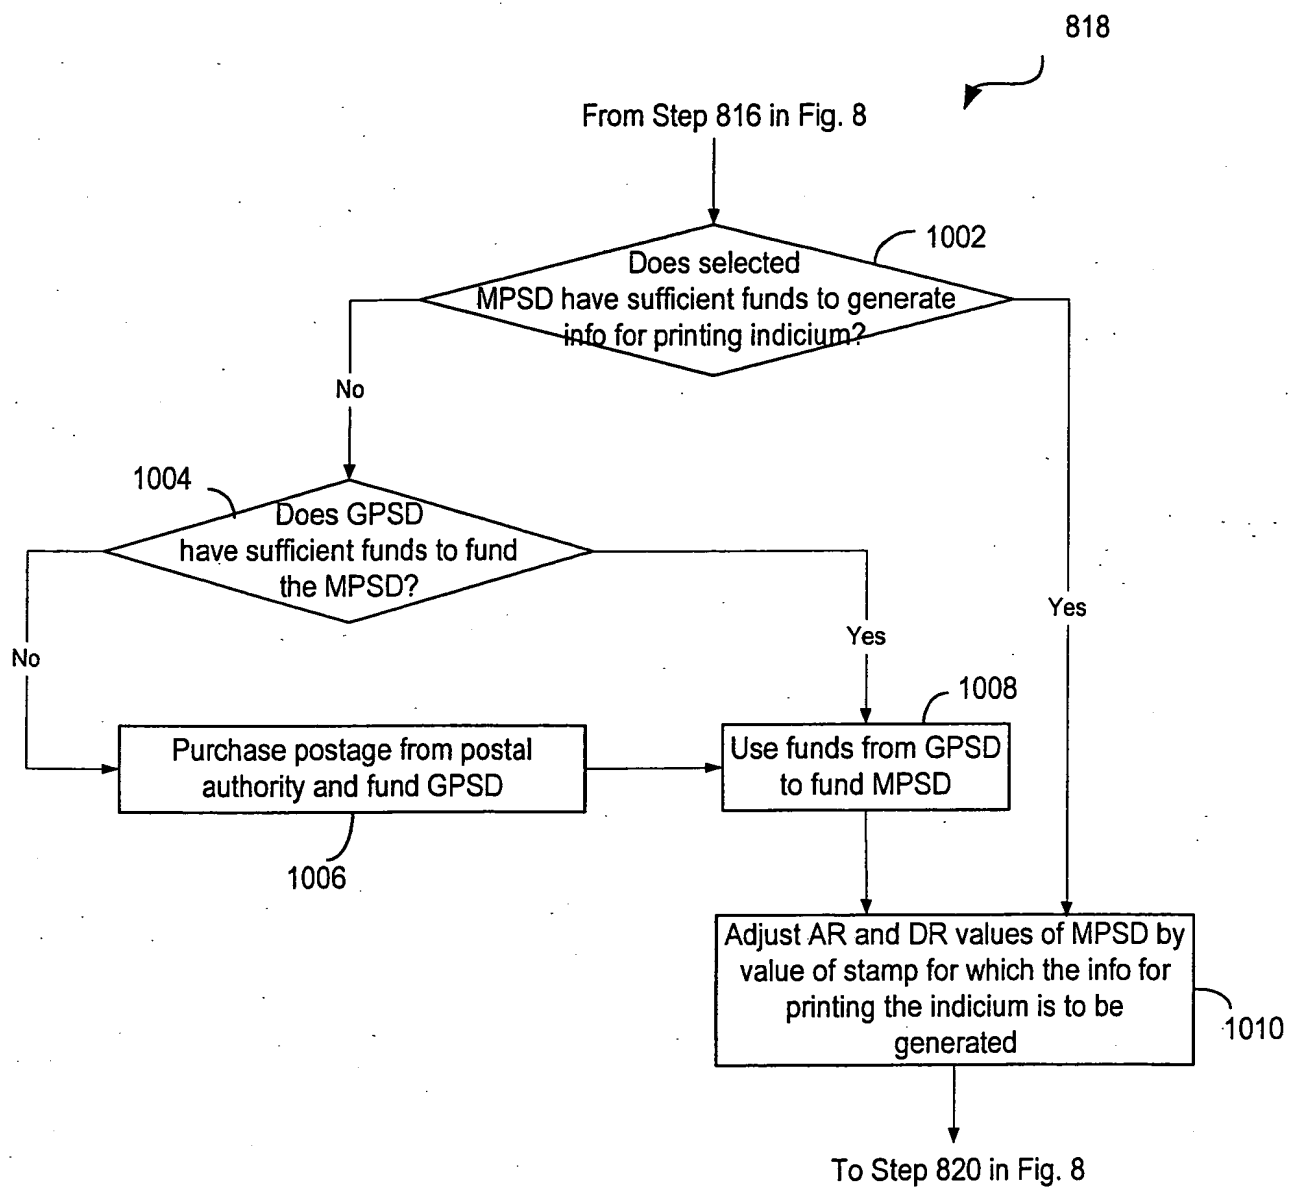 818
From Step 816 in Fig. 8
1002
Does selected
MPSD have sufficient funds to generate
info for printing indicium?
No
1004
Does GPSD
have sufficient funds to fund
the MPSD?
Yes
Yes
No
1008
Purchase postage from postal
authority and fund GPSD
Use funds from GPSD
to fund MPSD
1006
Adjust AR and DR values of MPSD by
value of stamp for which the info for
printing the indicium is to be
generated
1010
To Step 820 in Fig. 8